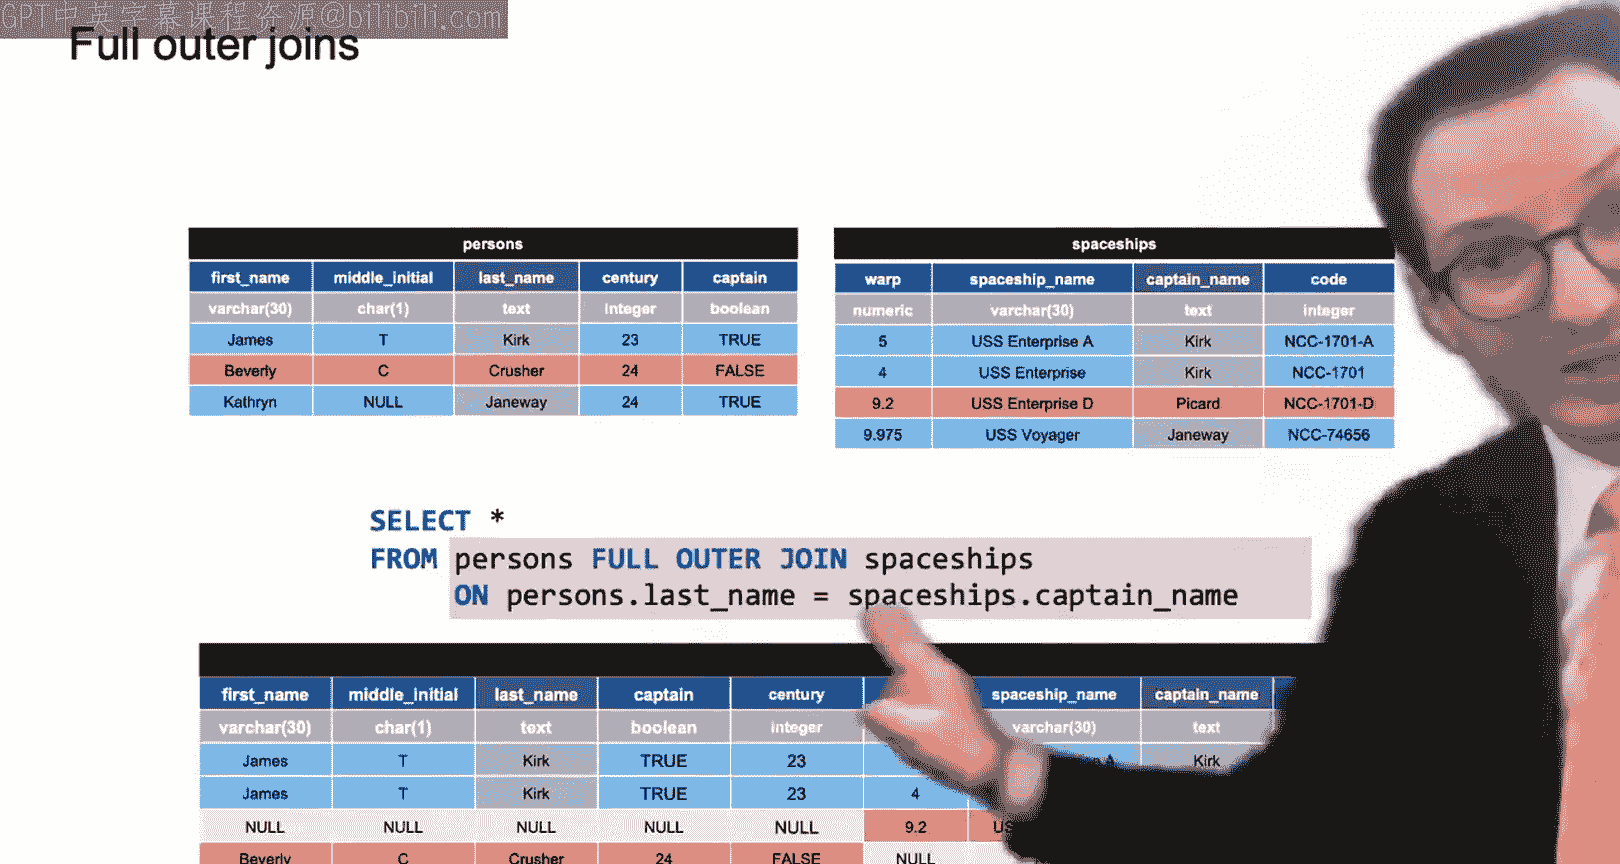 GPT中英字幕课程资源@bilibili.com
Full outer joins
persons
first_name middle_initial last_name century captain
varchar(30) char(1) text integer boolean
James T Kirk 23 TRUE
Beverly C Crusher 24 FALSE
Kathryn NULL Janeway 24 TRUE
spaceships
warp spaceship_name captain_name code
numeric varchar(30) text integer
5 USS Enterprise A Kirk NCC-1701-A
4 USS Enterprise Kirk NCC-1701
9.2 USS Enterprise D Picard NCC-1701-D
9.975 USS Voyager Janeway NCC-74656
SELECT *
FROM persons FULL OUTER JOIN spaceships
ON persons.last_name = spaceships.captain_name
first_name middle_initial last_name captain century spaceship_name captain_name
varchar(30) char(1) text boolean integer varchar(30) text
James T Kirk TRUE 23 A Kirk
James T Kirk TRUE 23 4
NULL NULL NULL NULL NULL 9.2 US
Beverly C Crusher 24 FALSE NULL